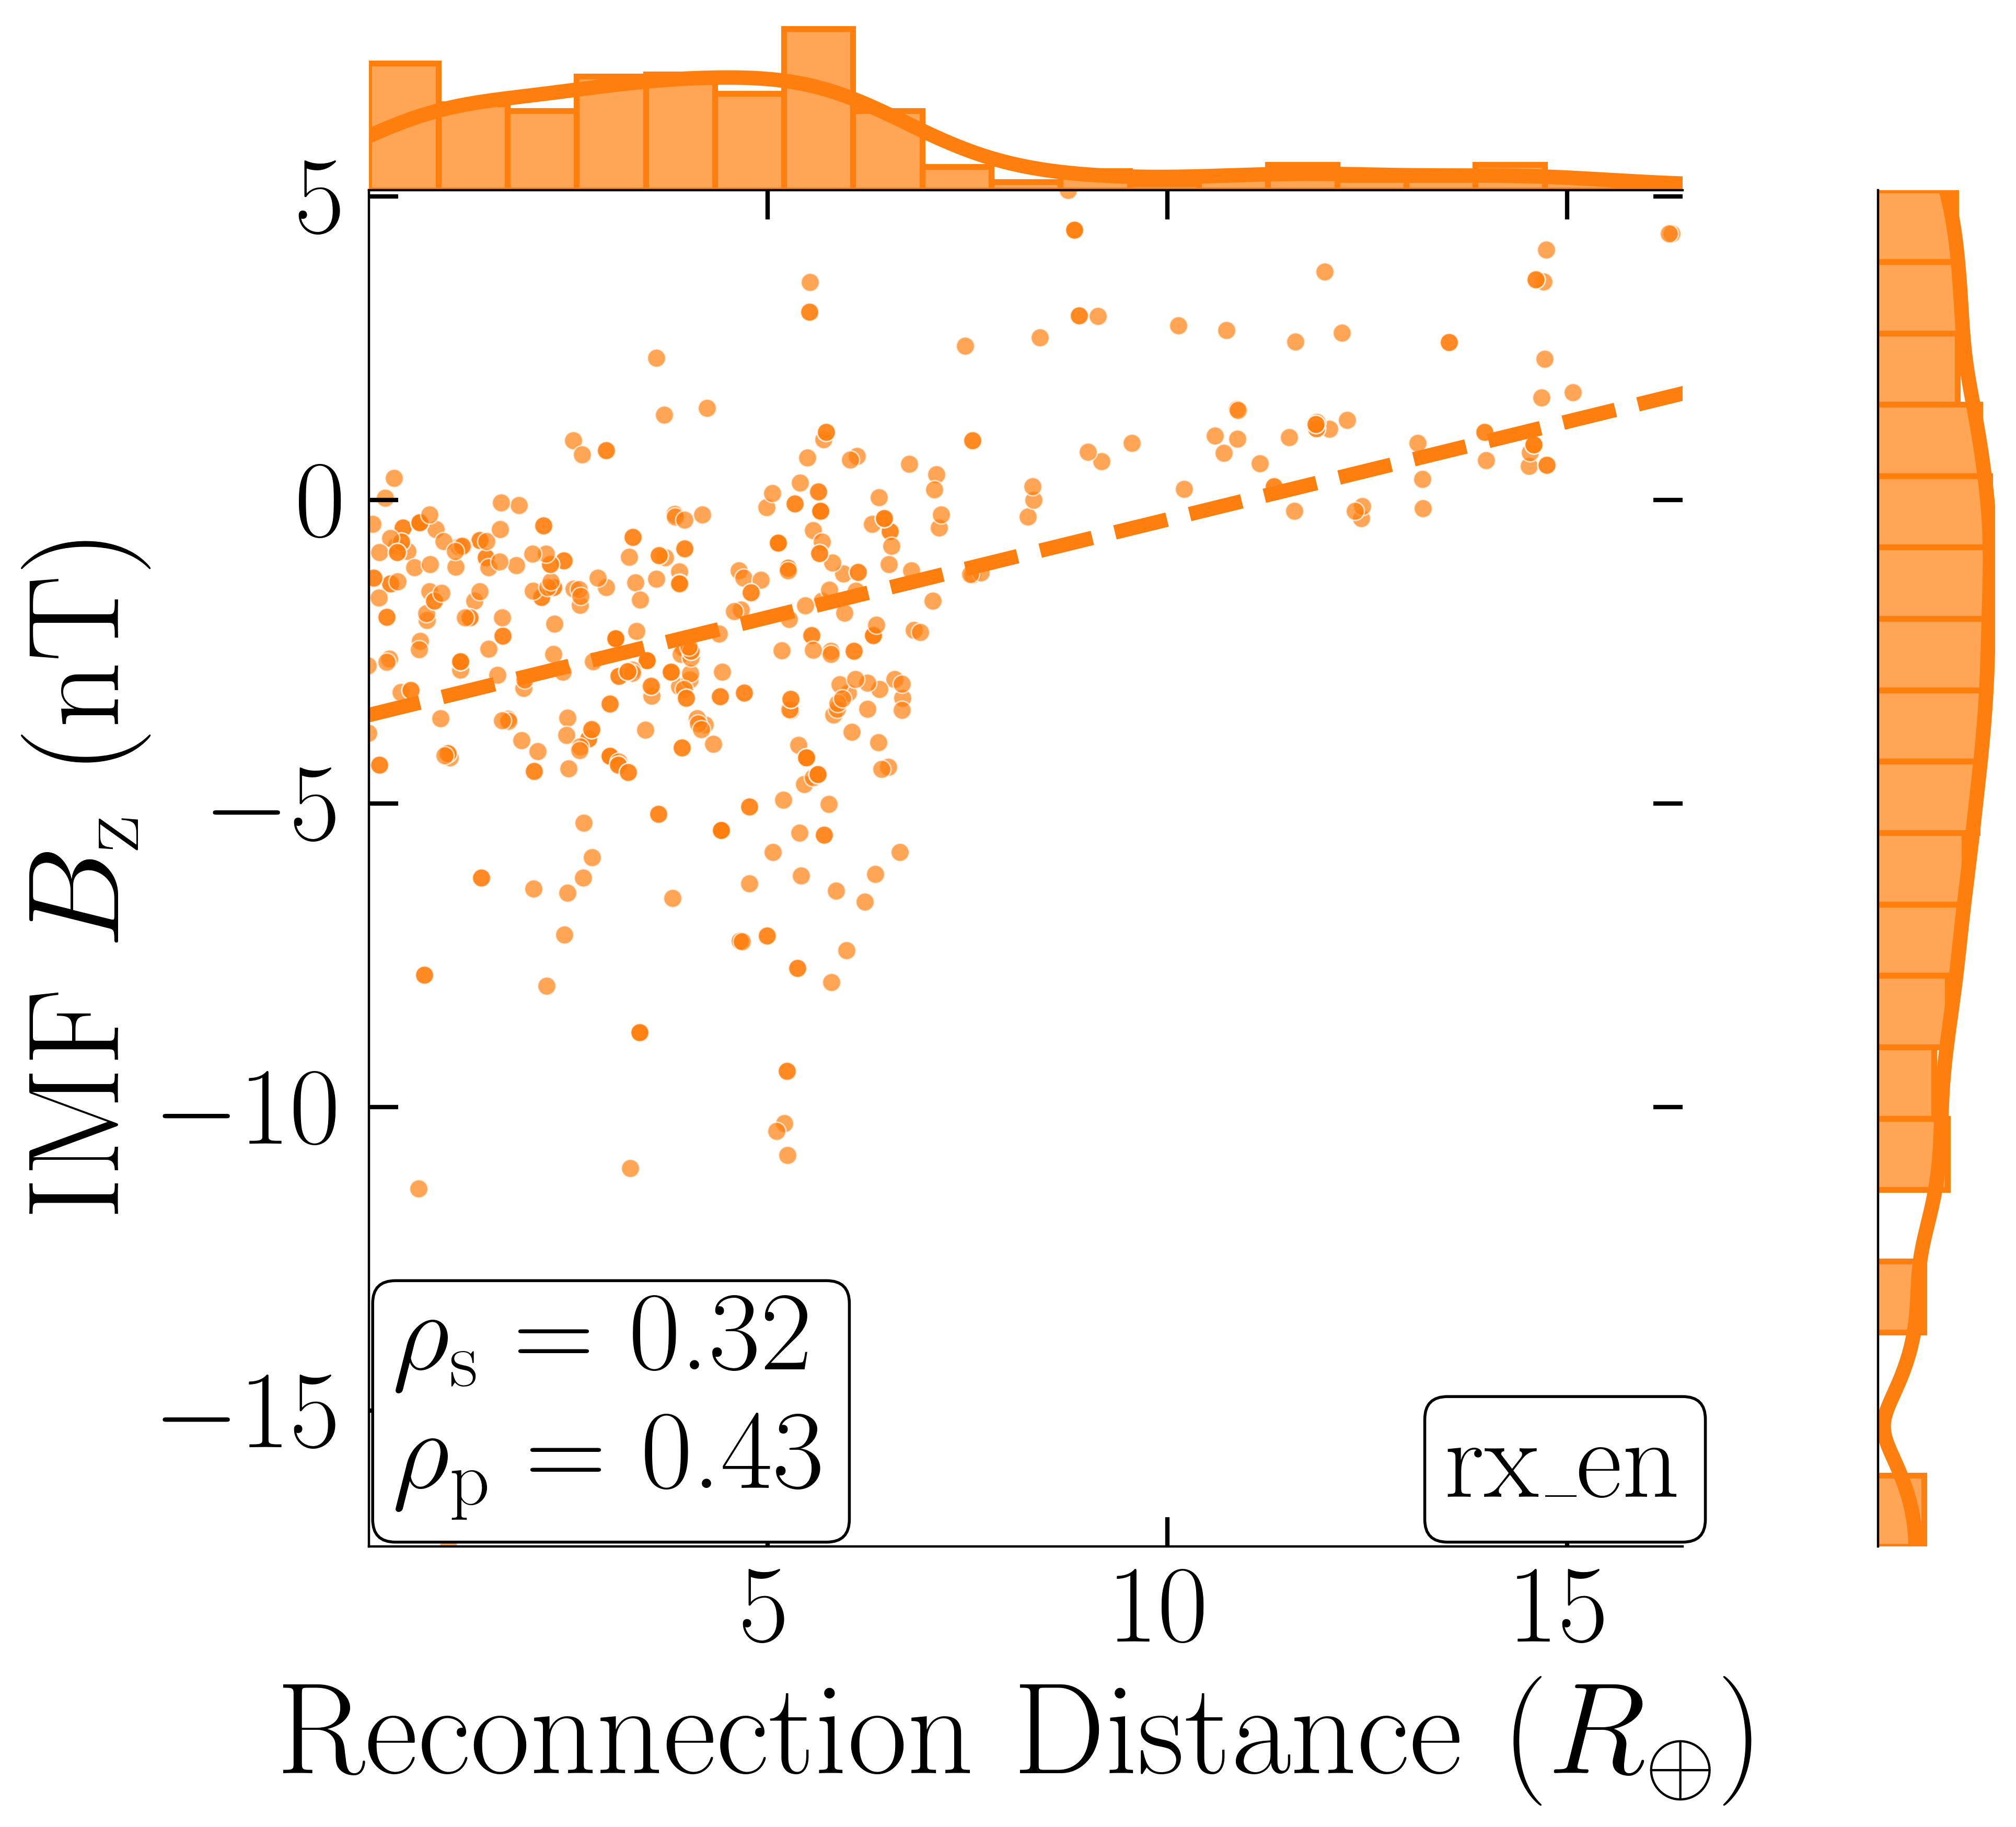 5
0
−5
−10
−15
IMF B_z (nT)
ρ_s = 0.32
ρ_p = 0.43
rx_en
5 10 15
Reconnection Distance (R_⊕)